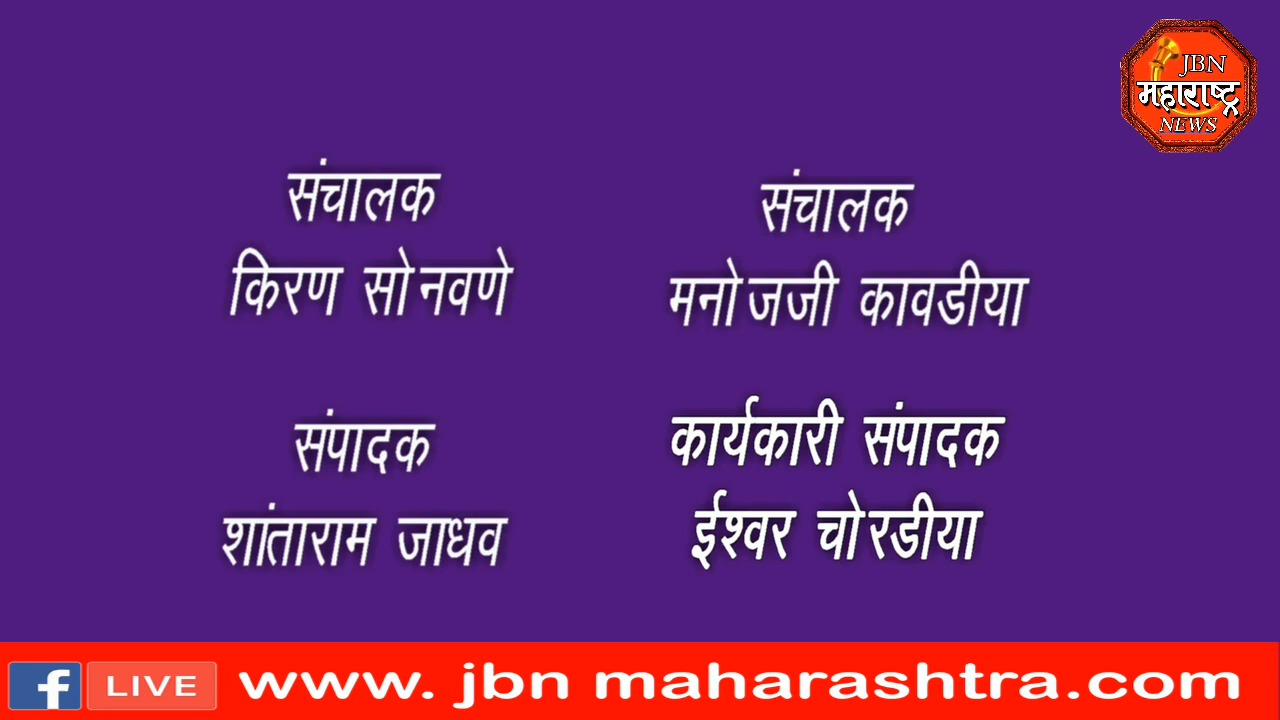 JBN
महाराष्ट्र
NEWS
संचालक
किरण सोनवणे
संचालक
मनोजजी कावडीया
संपादक
शांताराम जाधव
कार्यकारी संपादक
ईश्वर चोरडीया
f LIVE www. jbn maharashtra.com